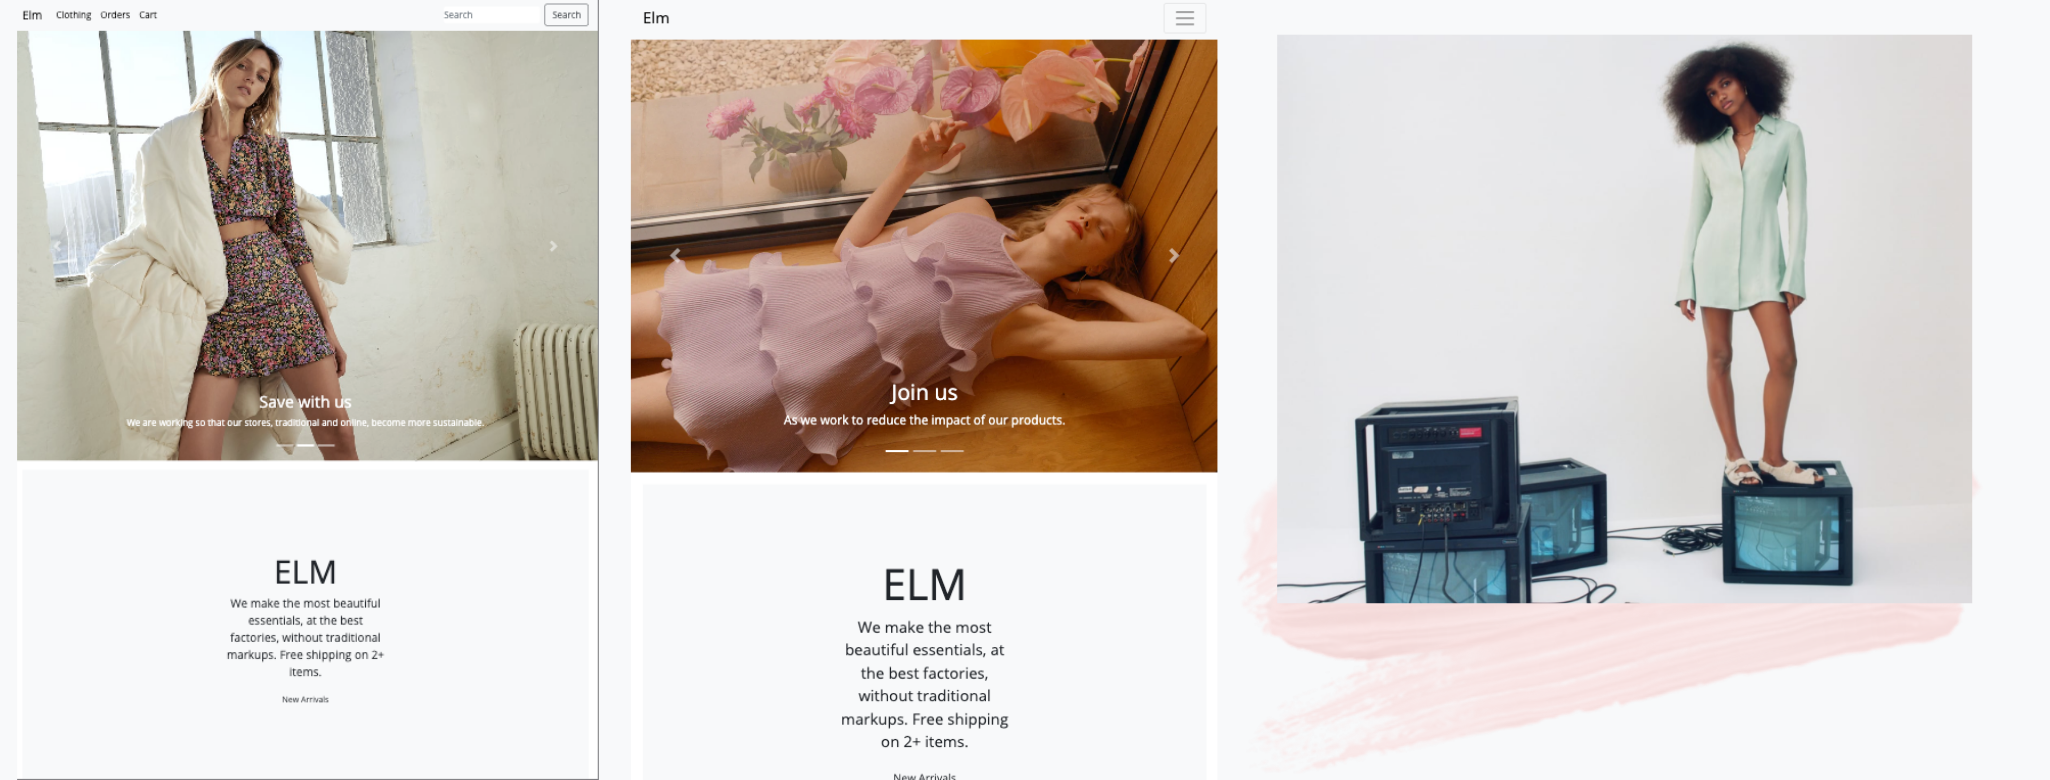 Elm Clothing Orders Cart Search Search
Save with us
We are working so that our stores, traditional and online, become more sustainable.
ELM
We make the most beautiful
essentials, at the best
factories, without traditional
markups. Free shipping on 2+
items.
New Arrivals
Elm
Join us
As we work to reduce the impact of our products.
ELM
We make the most
beautiful essentials, at
the best factories,
without traditional
markups. Free shipping
on 2+ items.
New Arrivals